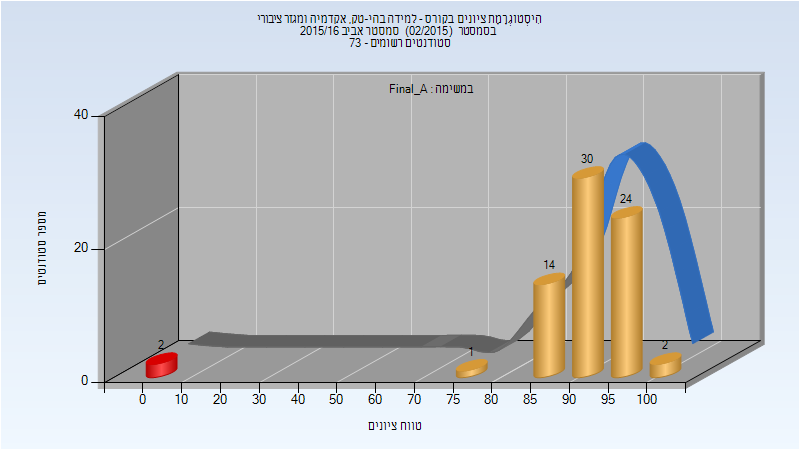 היסטוגרמת ציונים בקורס - למידה בהי-טק, אקדמיה ומגזר ציבורי
בסמסטר (02/2015) סמסטר אביב 2015/16
סטודנטים רשומים - 73
במשימה : Final_A
מספר סטודנטים
40
20
0
2
1
14
30
24
2
0 10 20 30 40 50 60 70 75 80 85 90 95 100
טווח ציונים